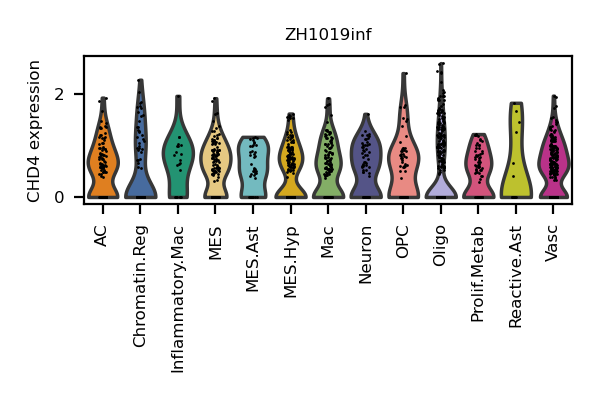 ZH1019inf
CHD4 expression
2
0
AC
Chromatin.Reg
Inflammatory.Mac
MES
MES.Ast
MES.Hyp
Mac
Neuron
OPC
Oligo
Prolif.Metab
Reactive.Ast
Vasc